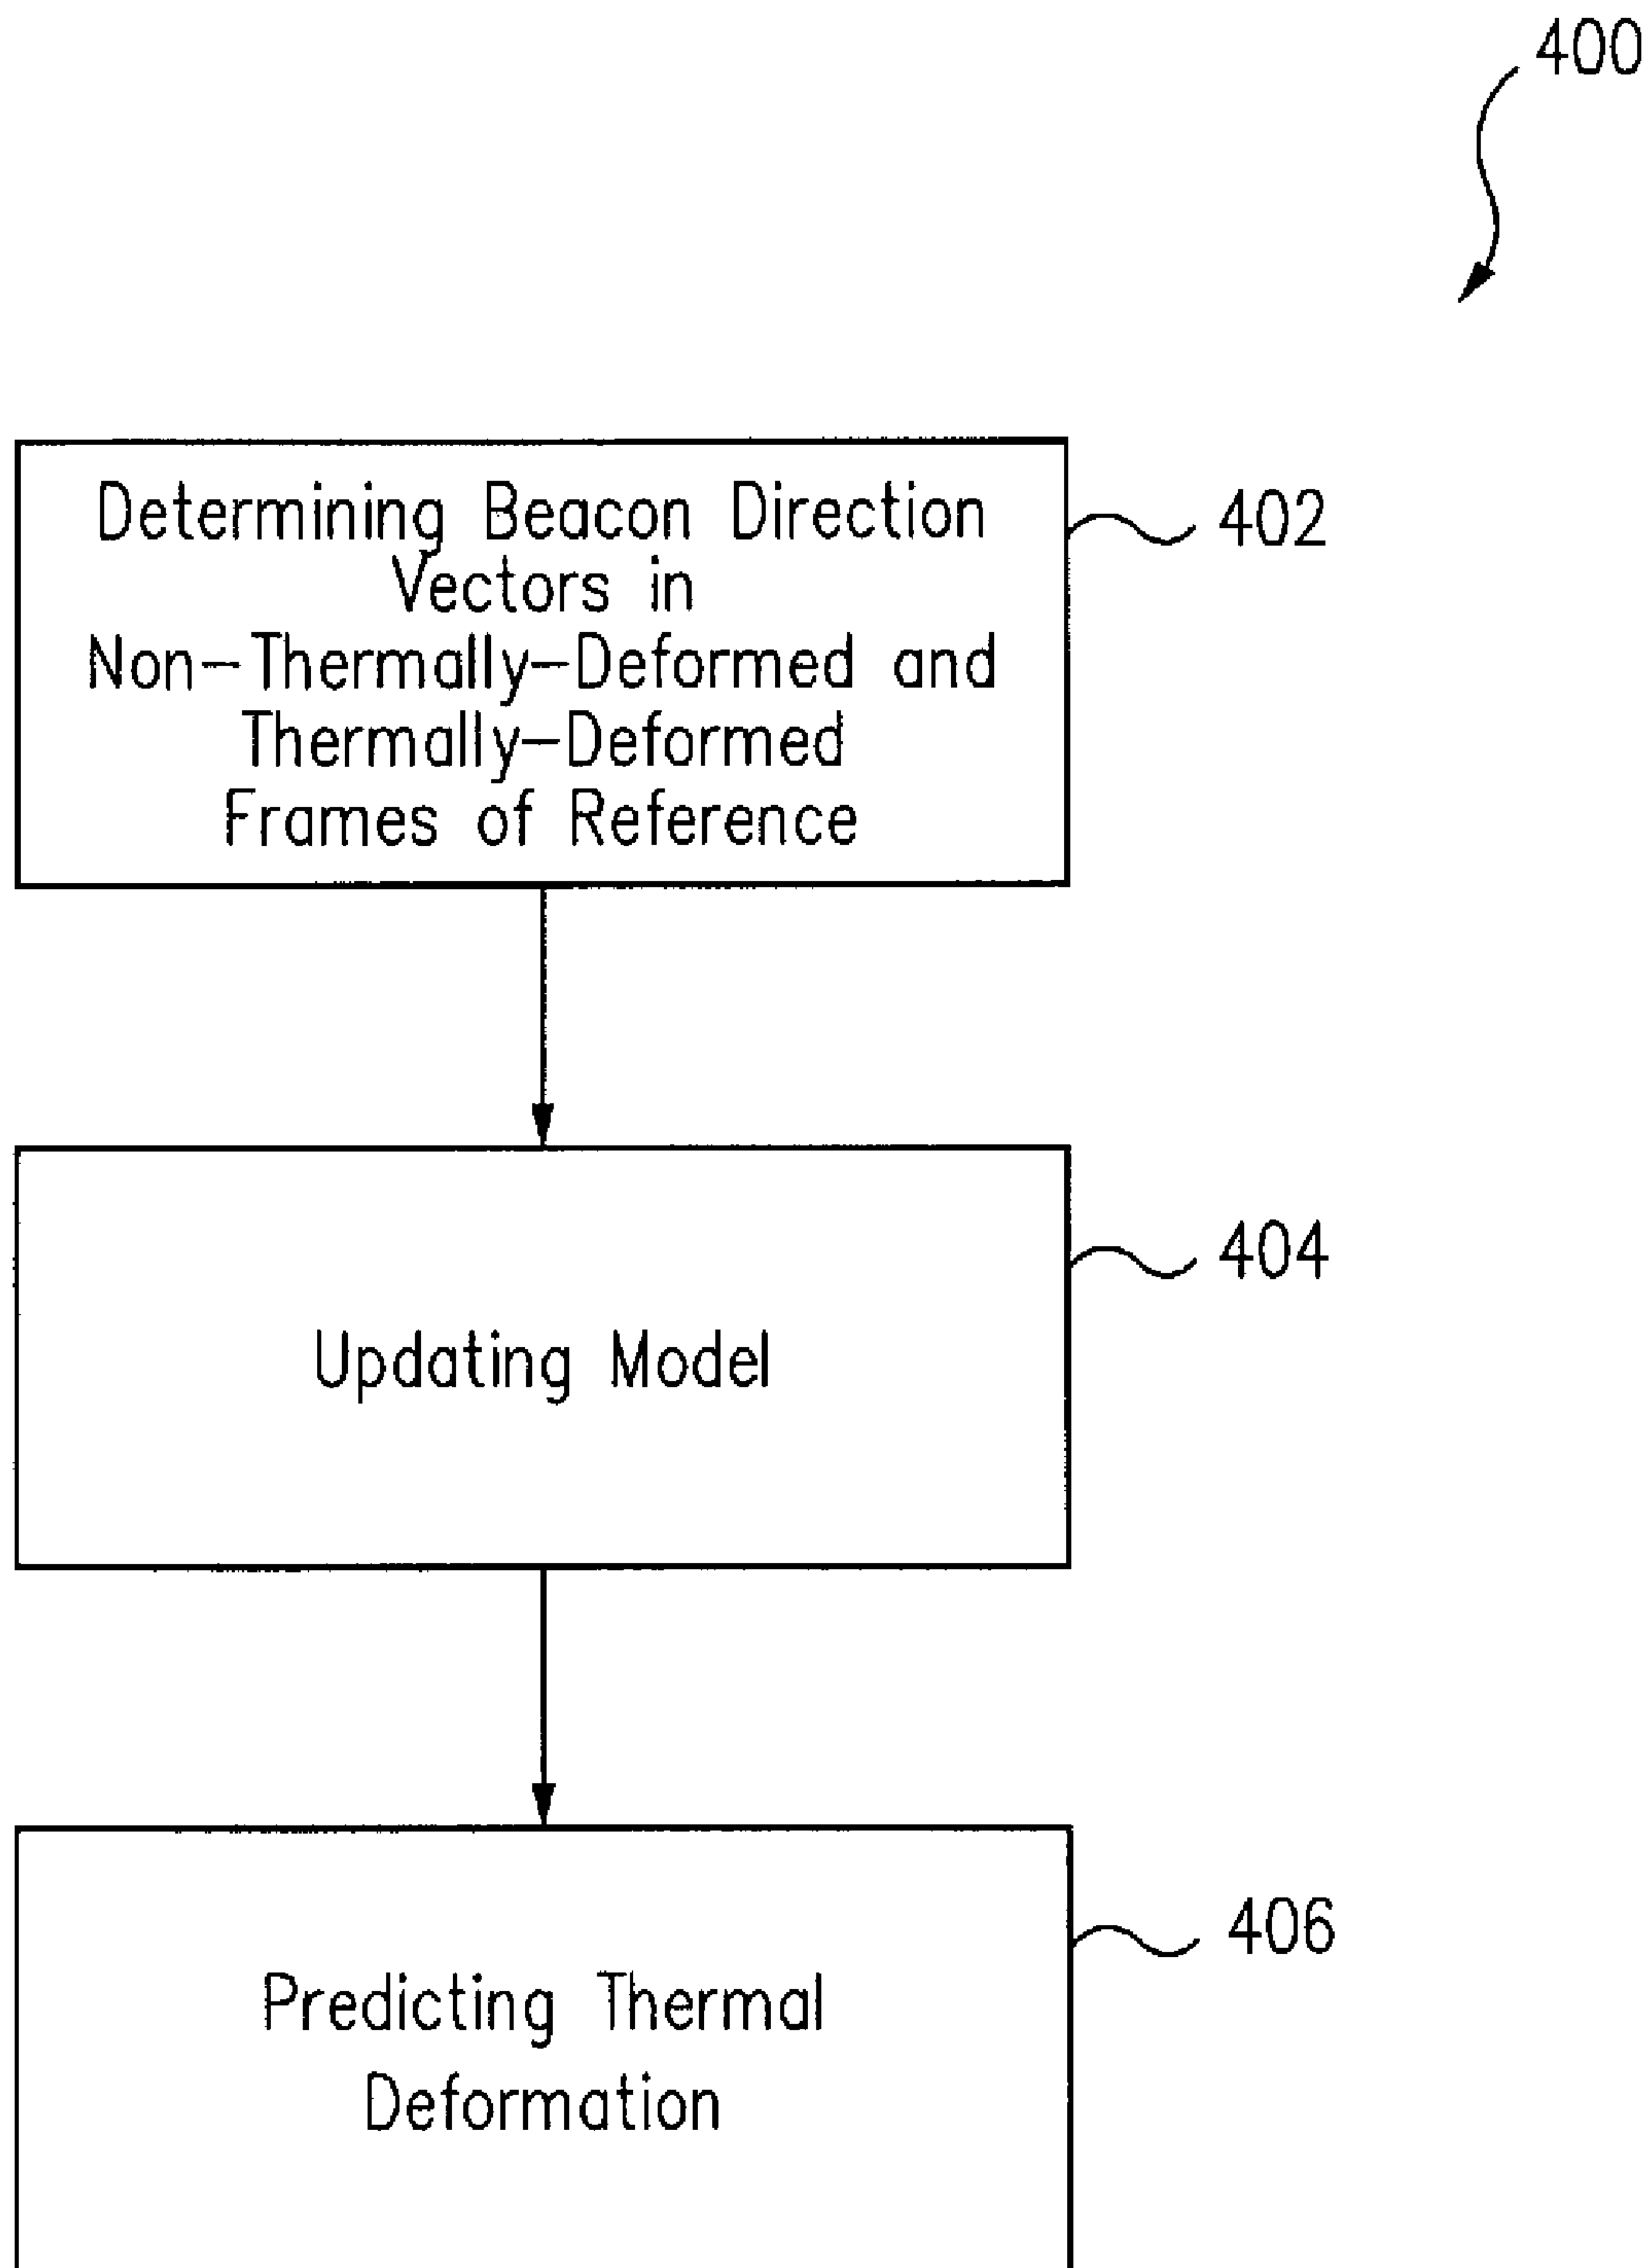 400
Determining Beacon Direction
Vectors in
Non-Thermally-Deformed and
Thermally-Deformed
Frames of Reference
402
Updating Model
404
Predicting Thermal
Deformation
406